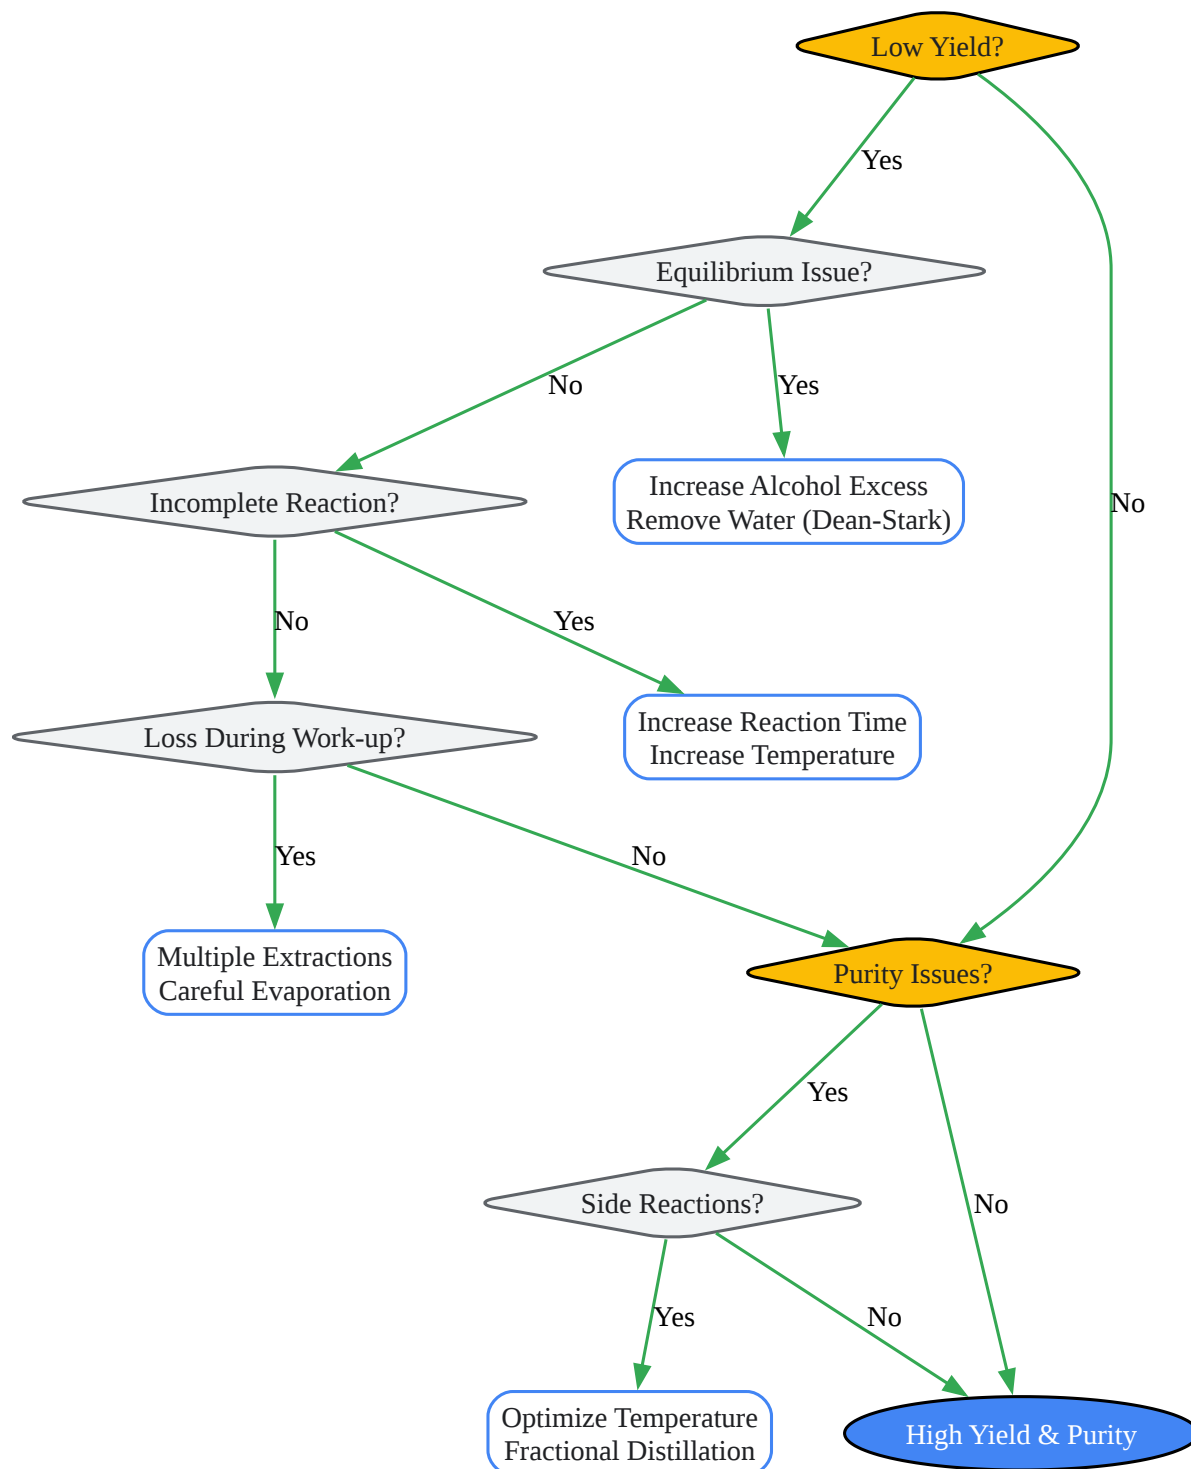 Low Yield?
Yes
Equilibrium Issue?
No
Yes
Increase Alcohol Excess
Remove Water (Dean-Stark)
Incomplete Reaction?
No
No
Yes
Increase Reaction Time
Increase Temperature
Loss During Work-up?
Yes
No
Multiple Extractions
Careful Evaporation
Purity Issues?
Yes
Side Reactions?
No
Yes
No
Optimize Temperature
Fractional Distillation
High Yield & Purity